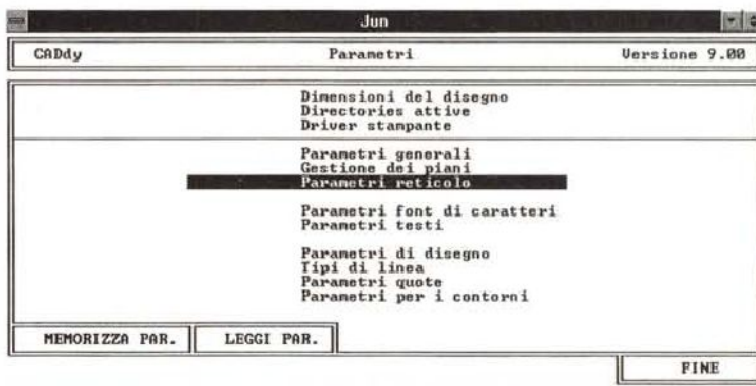 Jun
CADdy Parametri Versione 9.00
Dimensioni del disegno
Directories attive
Driver stampante
Parametri generali
Gestione dei piani
Parametri reticolo
Parametri font di caratteri
Parametri testi
Parametri di disegno
Tipi di linea
Parametri quote
Parametri per i contorni
MEMORIZZA PAR. LEGGI PAR.
FINE